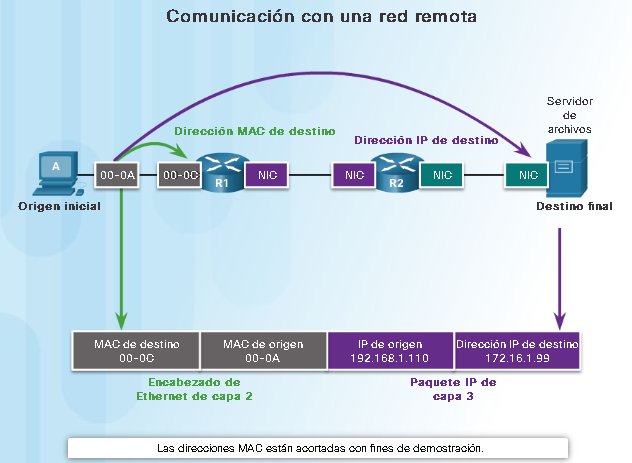 Comunicación con una red remota
Servidor
de
archivos
Dirección MAC de destino
Dirección IP de destino
A
00-0A
00-0C
R1
NIC
NIC
R2
NIC
NIC
Origen inicial
Destino final
MAC de destino
00-0C
MAC de origen
00-0A
IP de origen
192.168.1.110
Dirección IP de destino
172.16.1.99
Encabezado de
Ethernet de capa 2
Paquete IP de
capa 3
Las direcciones MAC están acortadas con fines de demostración.